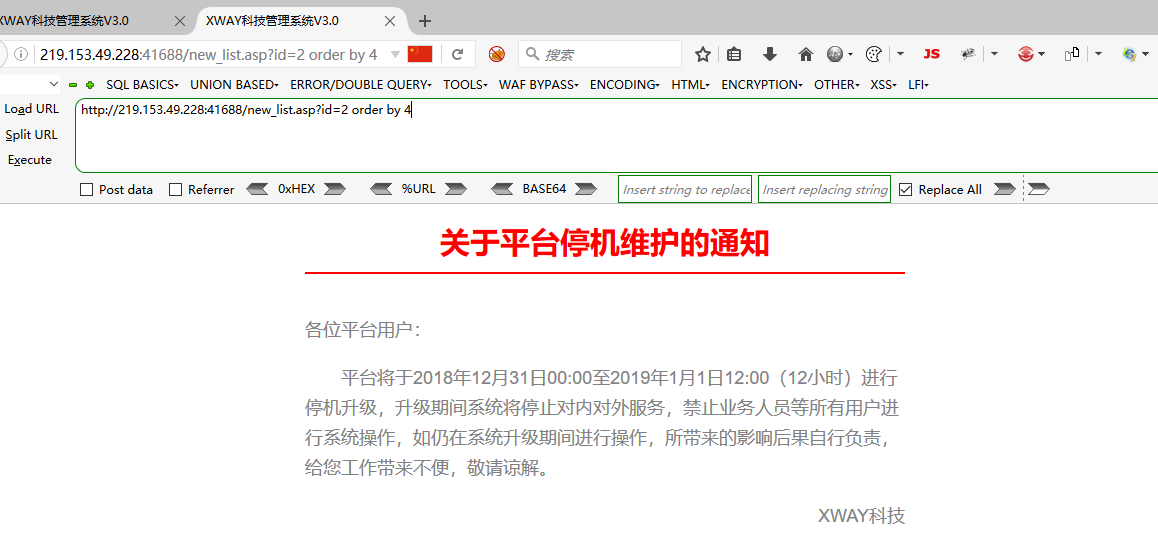 XWAY科技管理系统V3.0
XWAY科技管理系统V3.0
219.153.49.228:41688/new_list.asp?id=2 order by 4
搜索
JS
SQL BASICS UNION BASED ERROR/DOUBLE QUERY TOOLS WAF BYPASS ENCODING HTML ENCRYPTION OTHER XSS LFI
Load URL
http://219.153.49.228:41688/new_list.asp?id=2 order by 4
Split URL
Execute
Post data Referrer 0xHEX %URL BASE64 Insert string to replace Insert replacing string Replace All
关于平台停机维护的通知
各位平台用户：
平台将于2018年12月31日00:00至2019年1月1日12:00（12小时）进行
停机升级，升级期间系统将停止对内对外服务，禁止业务人员等所有用户进
行系统操作，如仍在系统升级期间进行操作，所带来的影响后果自行负责，
给您工作带来不便，敬请谅解。
XWAY科技